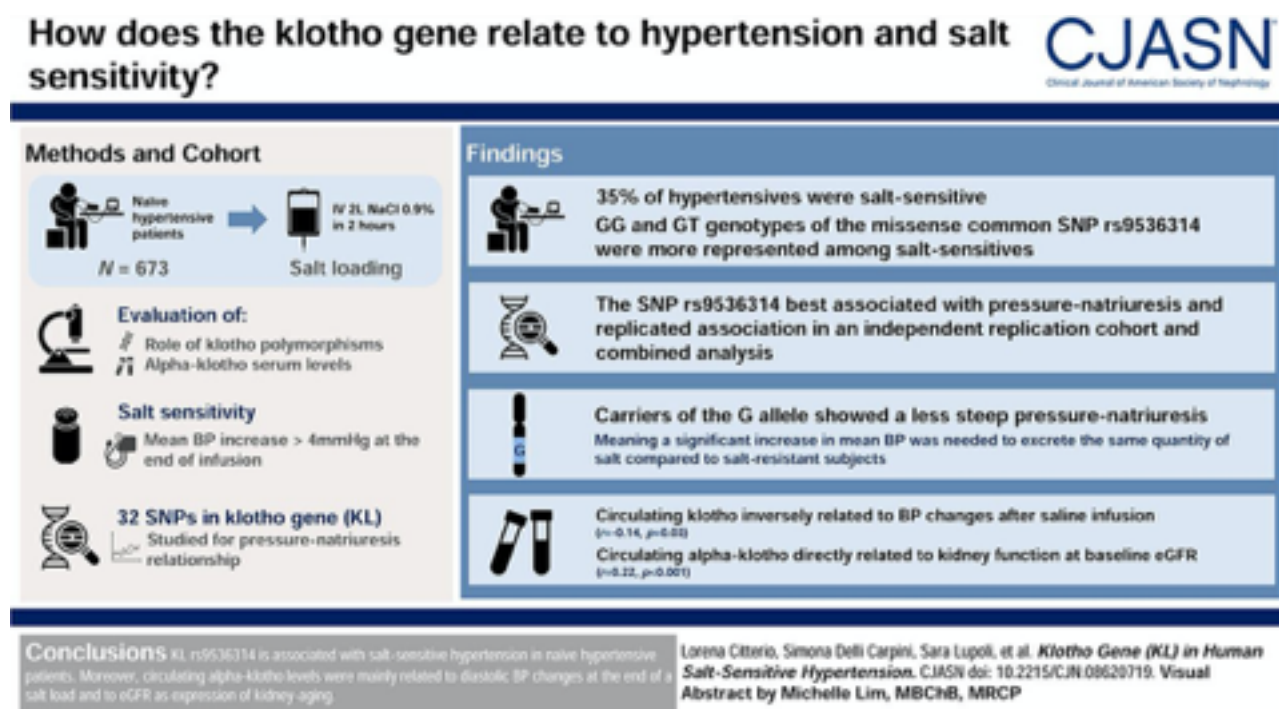 How does the klotho gene relate to hypertension and salt
sensitivity?
CJASN
Clinical Journal of American Society of Nephrology
Methods and Cohort
Naïve
hypertensive
patients
IV 2L NaCl 0.9%
in 2 hours
N = 673
Salt loading
Evaluation of:
Role of klotho polymorphisms
Alpha-klotho serum levels
Salt sensitivity
Mean BP increase > 4mmHg at the
end of infusion
32 SNPs in klotho gene (KL)
Studied for pressure-natriuresis
relationship
Findings
35% of hypertensives were salt-sensitive
GG and GT genotypes of the missense common SNP rs9536314
were more represented among salt-sensitives
The SNP rs9536314 best associated with pressure-natriuresis and
replicated association in an independent replication cohort and
combined analysis
G
Carriers of the G allele showed a less steep pressure-natriuresis
Meaning a significant increase in mean BP was needed to excrete the same quantity of
salt compared to salt-resistant subjects
Circulating klotho inversely related to BP changes after saline infusion
(r=-0.14, p=0.03)
Circulating alpha-klotho directly related to kidney function at baseline eGFR
(r=0.22, p<0.001)
Conclusions KL rs9536314 is associated with salt-sensitive hypertension in naive hypertensive
patients. Moreover, circulating alpha-klotho levels were mainly related to diastolic BP changes at the end of a
salt load and to eGFR as expression of kidney aging.
Lorena Citterio, Simona Delli Carpini, Sara Lupoli, et al. Klotho Gene (KL) in Human
Salt-Sensitive Hypertension. CJASN doi: 10.2215/CJN.08620719. Visual
Abstract by Michelle Lim, MBChB, MRCP